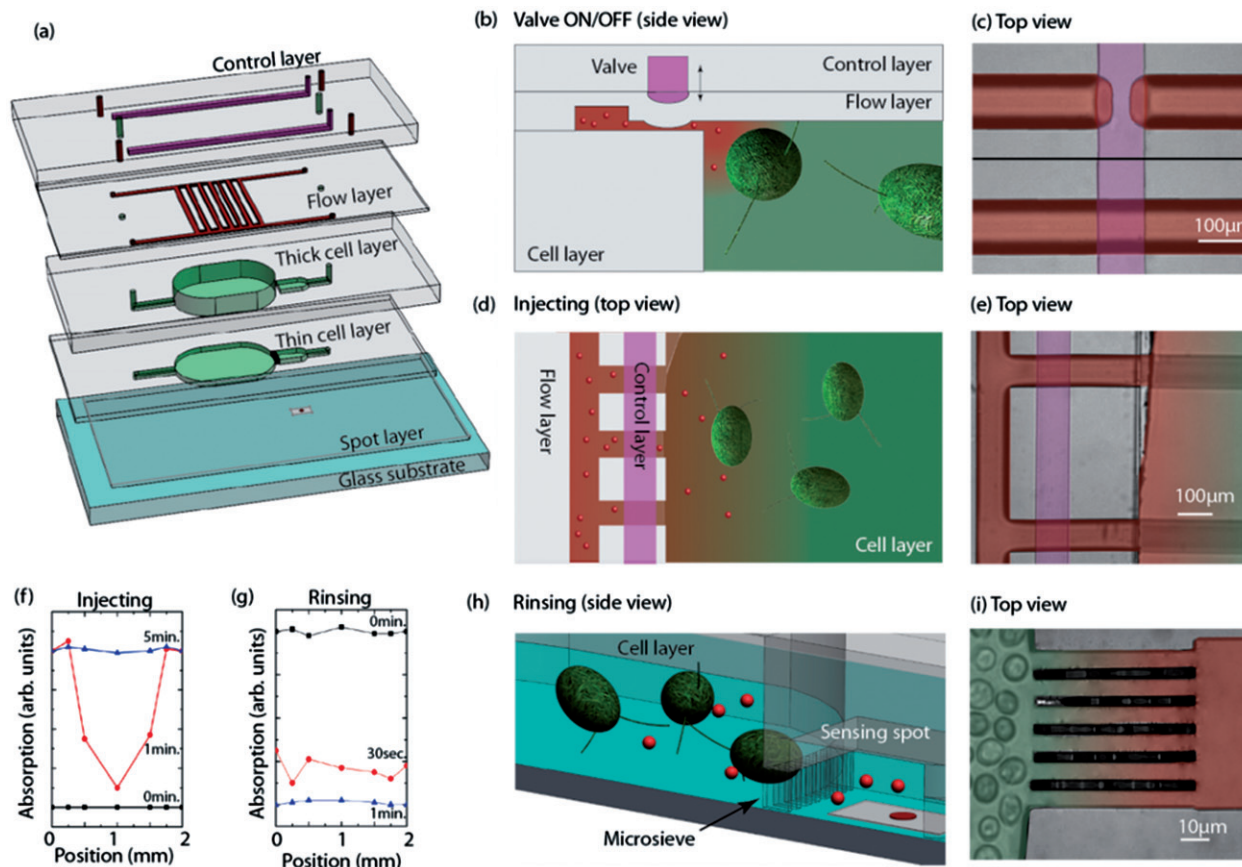 (a)
Control layer
Flow layer
Thick cell layer
Thin cell layer
Spot layer
Glass substrate
(b) Valve ON/OFF (side view)
Valve
Control layer
Flow layer
Cell layer
(c) Top view
100μm
(d) Injecting (top view)
Flow layer
Control layer
Cell layer
(e) Top view
100μm
(f) Injecting
Absorption (arb. units)
5min.
1min.
0min.
0 1 2
Position (mm)
(g) Rinsing
Absorption (arb. units)
0min.
30sec.
1min.
0 1 2
Position (mm)
(h) Rinsing (side view)
Cell layer
Sensing spot
Microsieve
(i) Top view
10μm